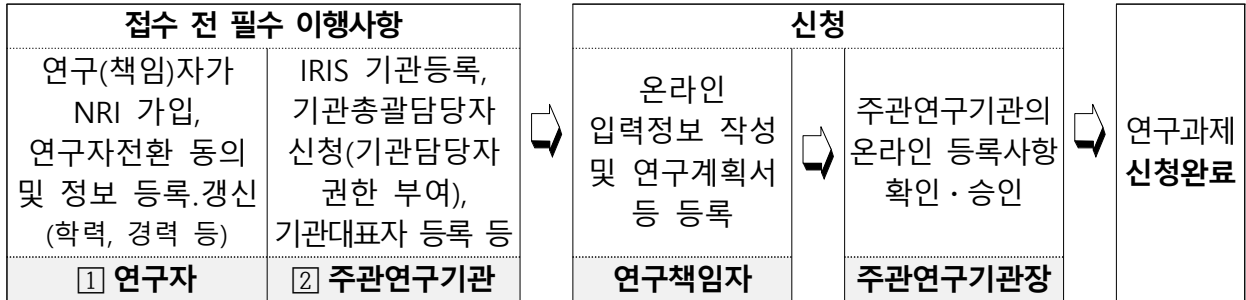 접수 전 필수 이행사항
연구(책임)자가
NRI 가입,
연구자전환 동의
및 정보 등록.갱신
(학력, 경력 등)
1 연구자
IRIS 기관등록,
기관총괄담당자
신청(기관담당자
권한 부여),
기관대표자 등록 등
2 주관연구기관
신청
온라인
입력정보 작성
및 연구계획서
등 등록
연구책임자
주관연구기관의
온라인 등록사항
확인・승인
주관연구기관장
연구과제
신청완료